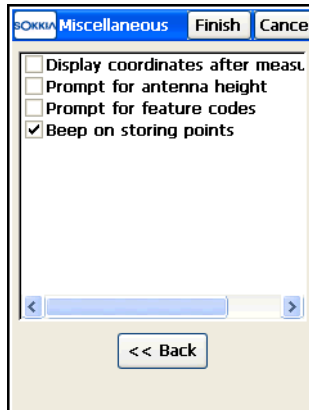 SOKKIA Miscellaneous Finish Cance
Display coordinates after measu
Prompt for antenna height
Prompt for feature codes
Beep on storing points
<< Back